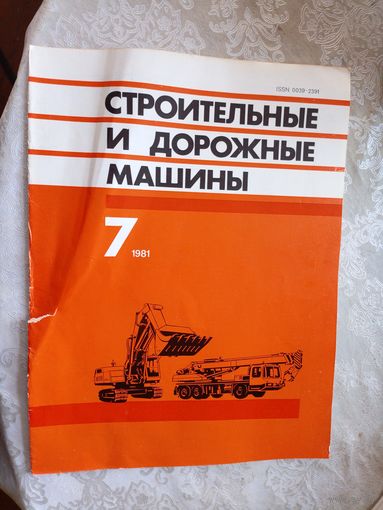 ISSN 0039-2391
СТРОИТЕЛЬНЫЕ
И ДОРОЖНЫЕ
МАШИНЫ
7
1981